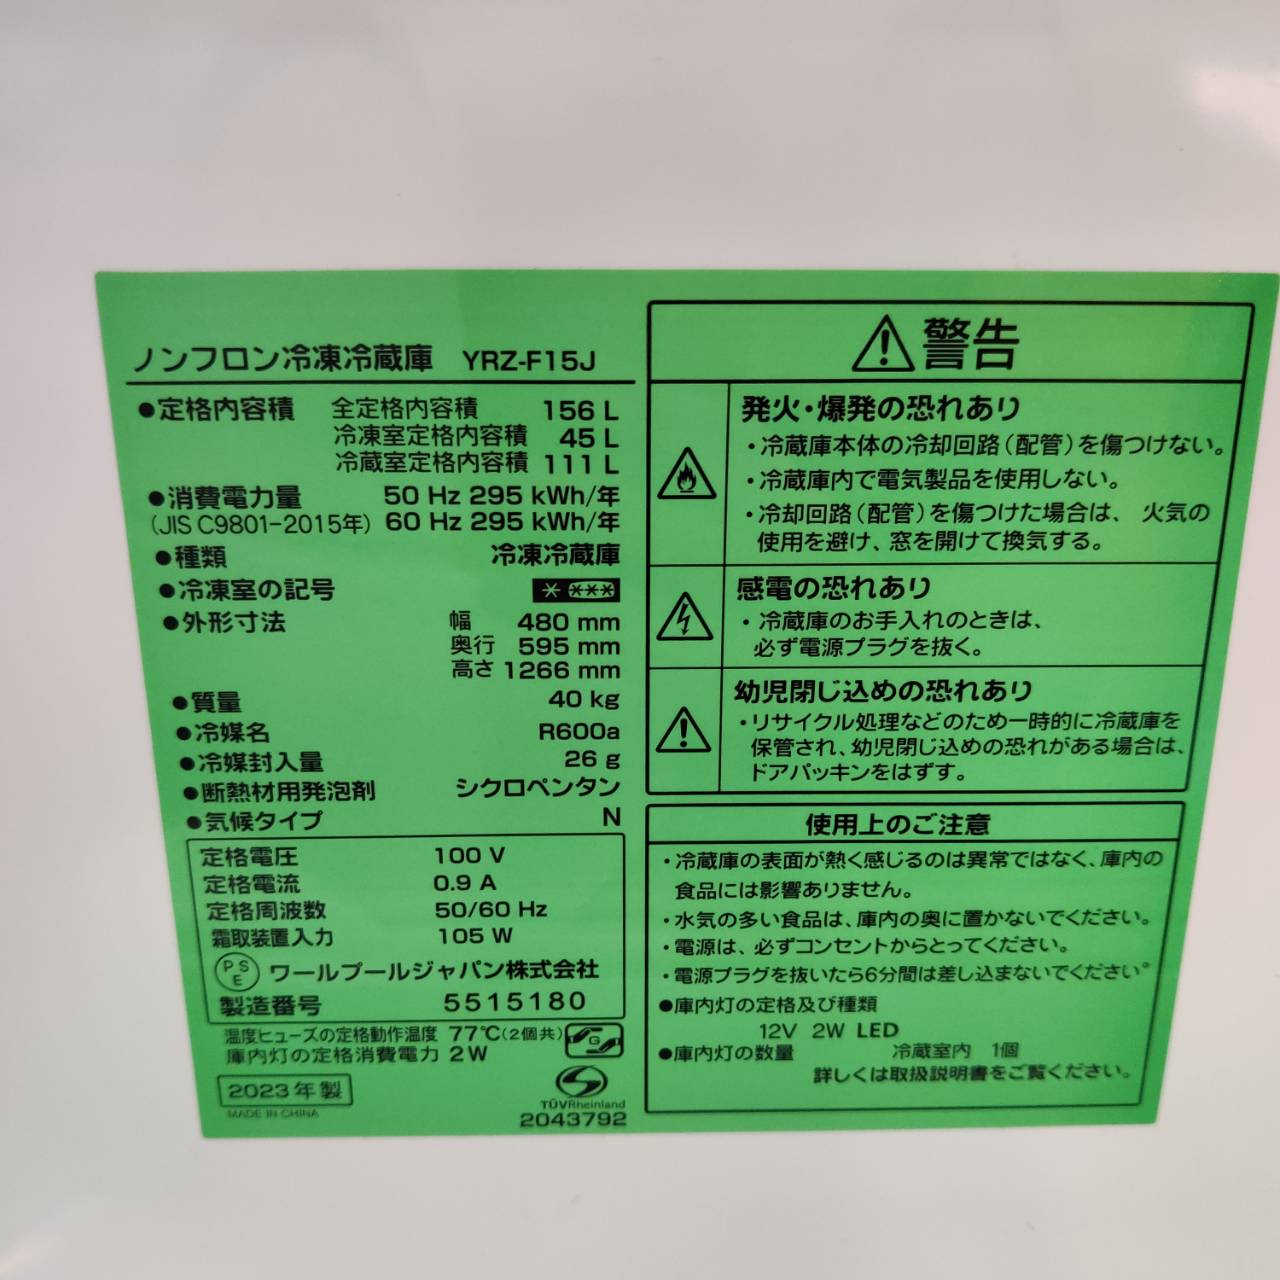 ノンフロン冷凍冷蔵庫 YRZ-F15J
●定格内容積 全定格内容積 156 L
冷凍室定格内容積 45 L
冷蔵室定格内容積 111 L
●消費電力量 50 Hz 295 kWh/年
(JIS C9801-2015年) 60 Hz 295 kWh/年
●種類 冷凍冷蔵庫
●冷凍室の記号
●外形寸法 幅 480 mm
奥行 595 mm
高さ 1266 mm
●質量 40 kg
●冷媒名 R600a
●冷媒封入量 26 g
●断熱材用発泡剤 シクロペンタン
●気候タイプ N
定格電圧 100 V
定格電流 0.9 A
定格周波数 50/60 Hz
霜取装置入力 105 W
PSE ワールプールジャパン株式会社
製造番号 5515180
温度ヒューズの定格動作温度 77℃(2個共)
G
庫内灯の定格消費電力 2W
2023年製
MADE IN CHINA
TÜVRheinland
2043792
警告
発火・爆発の恐れあり
・冷蔵庫本体の冷却回路(配管)を傷つけない。
・冷蔵庫内で電気製品を使用しない。
・冷却回路(配管)を傷つけた場合は、 火気の
使用を避け、窓を開けて換気する。
感電の恐れあり
・冷蔵庫のお手入れのときは、
必ず電源プラグを抜く。
幼児閉じ込めの恐れあり
・リサイクル処理などのため一時的に冷蔵庫を
保管され、幼児閉じ込めの恐れがある場合は、
ドアパッキンをはずす。
使用上のご注意
・冷蔵庫の表面が熱く感じるのは異常ではなく、庫内の
食品には影響ありません。
・水気の多い食品は、庫内の奥に置かないでください。
・電源は、必ずコンセントからとってください。
・電源プラグを抜いたら6分間は差し込まないでください。
●庫内灯の定格及び種類
12V 2W LED
●庫内灯の数量 冷蔵室内 1個
詳しくは取扱説明書をご覧ください。